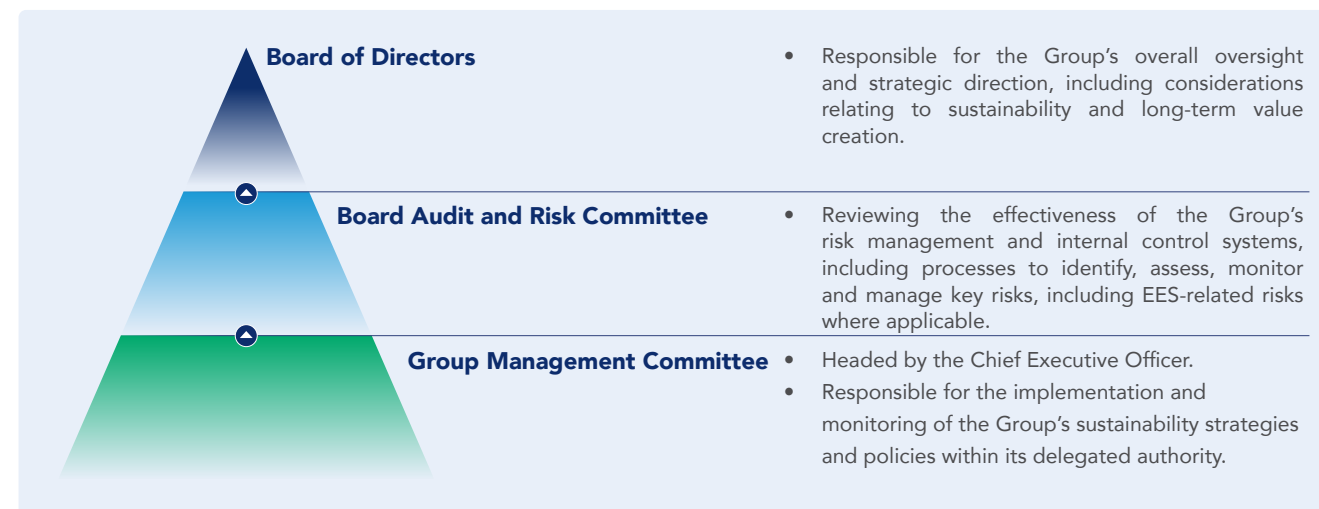 Board of Directors
• Responsible for the Group's overall oversight
and strategic direction, including considerations
relating to sustainability and long-term value
creation.
Board Audit and Risk Committee
• Reviewing the effectiveness of the Group's
risk management and internal control systems,
including processes to identify, assess, monitor
and manage key risks, including EES-related risks
where applicable.
Group Management Committee
• Headed by the Chief Executive Officer.
• Responsible for the implementation and
monitoring of the Group's sustainability strategies
and policies within its delegated authority.